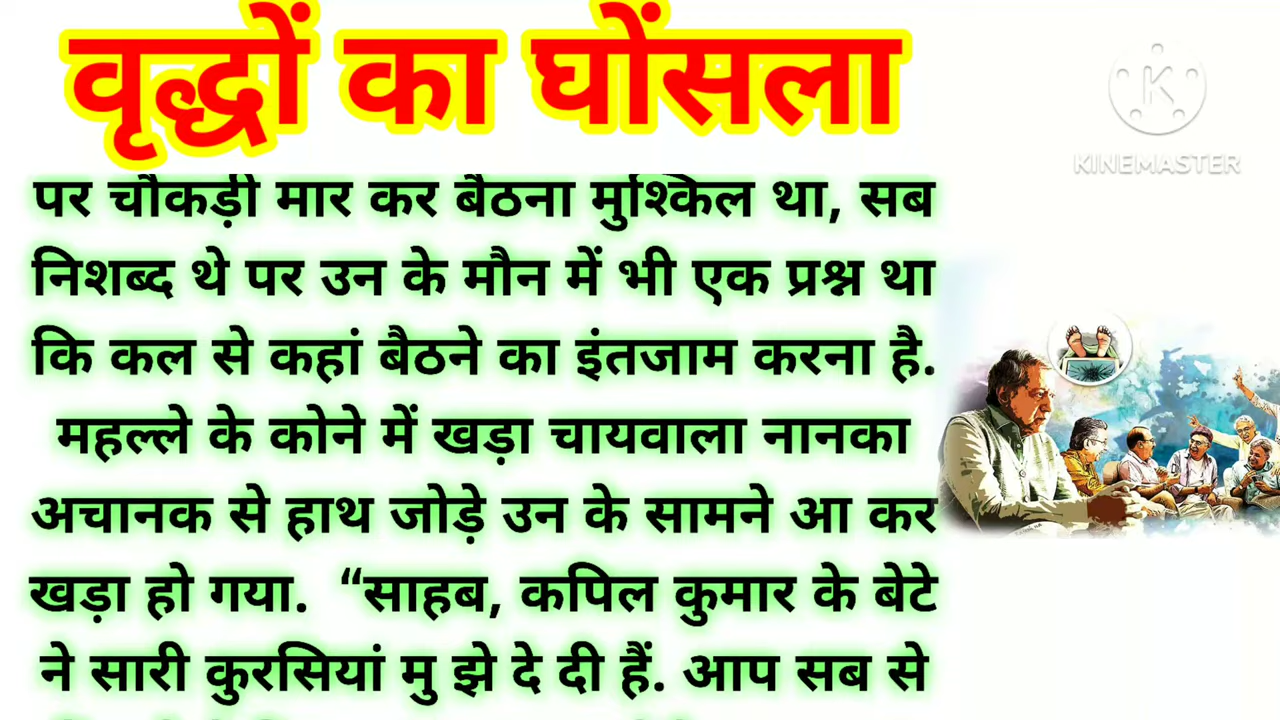 वृद्धों का घोंसला
KINEMASTER
पर चौकड़ी मार कर बैठना मुश्किल था, सब
निशब्द थे पर उन के मौन में भी एक प्रश्न था
कि कल से कहां बैठने का इंतजाम करना है.
महल्ले के कोने में खड़ा चायवाला नानका
अचानक से हाथ जोड़े उन के सामने आ कर
खड़ा हो गया. “साहब, कपिल कुमार के बेटे
ने सारी कुरसियां मु झे दे दी हैं. आप सब से